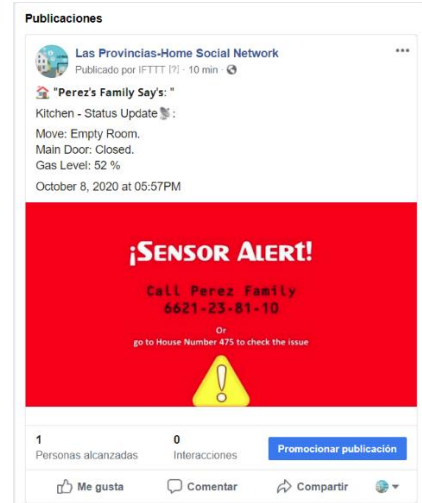 Publicaciones
Las Provincias-Home Social Network
Publicado por IFTTT [?] · 10 min ·
"Perez's Family Say's: "
Kitchen - Status Update :
Move: Empty Room.
Main Door: Closed.
Gas Level: 52 %
October 8, 2020 at 05:57PM
¡SENSOR ALERT!
Call Perez Family
6621-23-81-10
Or
go to House Number 475 to check the issue
1
Personas alcanzadas
0
Interacciones
Promocionar publicación
Me gusta
Comentar
Compartir